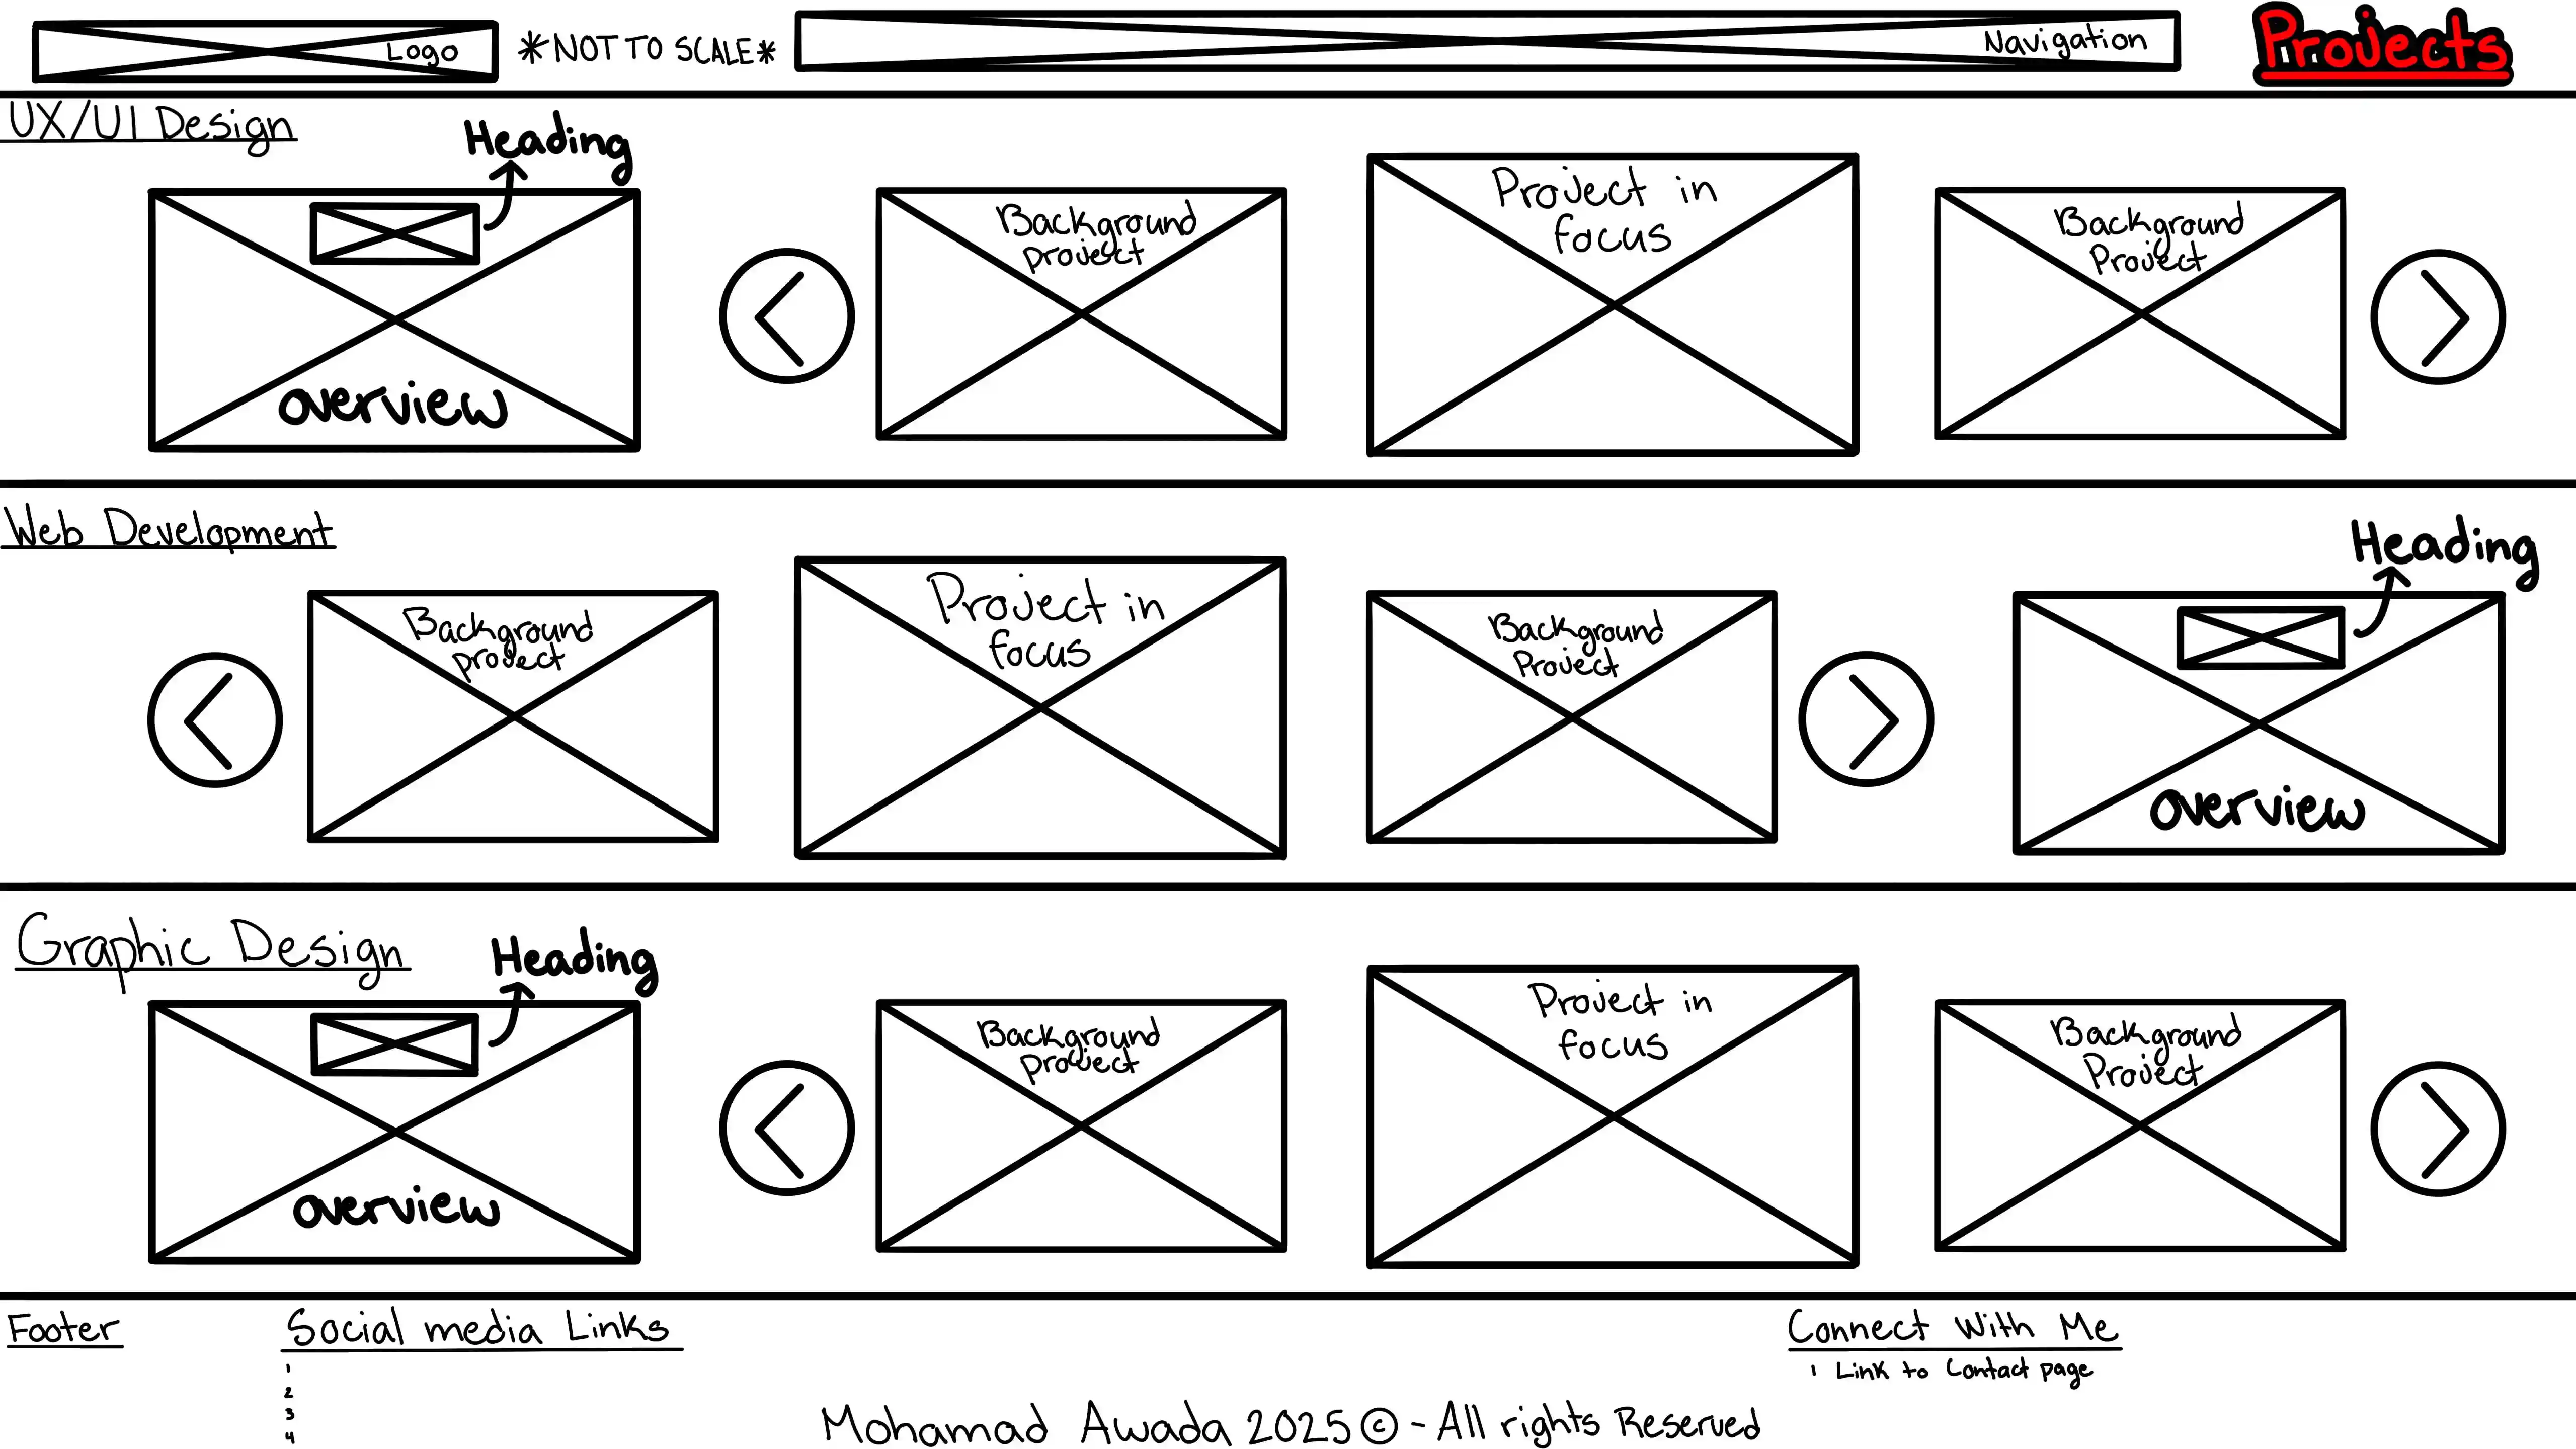 Logo
*NOT TO SCALE*
Navigation
Projects
UX/UI Design
Heading
overview
Background
project
Project in
focus
Background
Project
Web Development
Background
project
Project in
focus
Background
Project
Heading
overview
Graphic Design
Heading
overview
Background
project
Project in
focus
Background
Project
Footer
Social media Links
1
2
3
4
Connect With Me
1 Link to Contact page
Mohamad Awada 2025 © - All rights Reserved